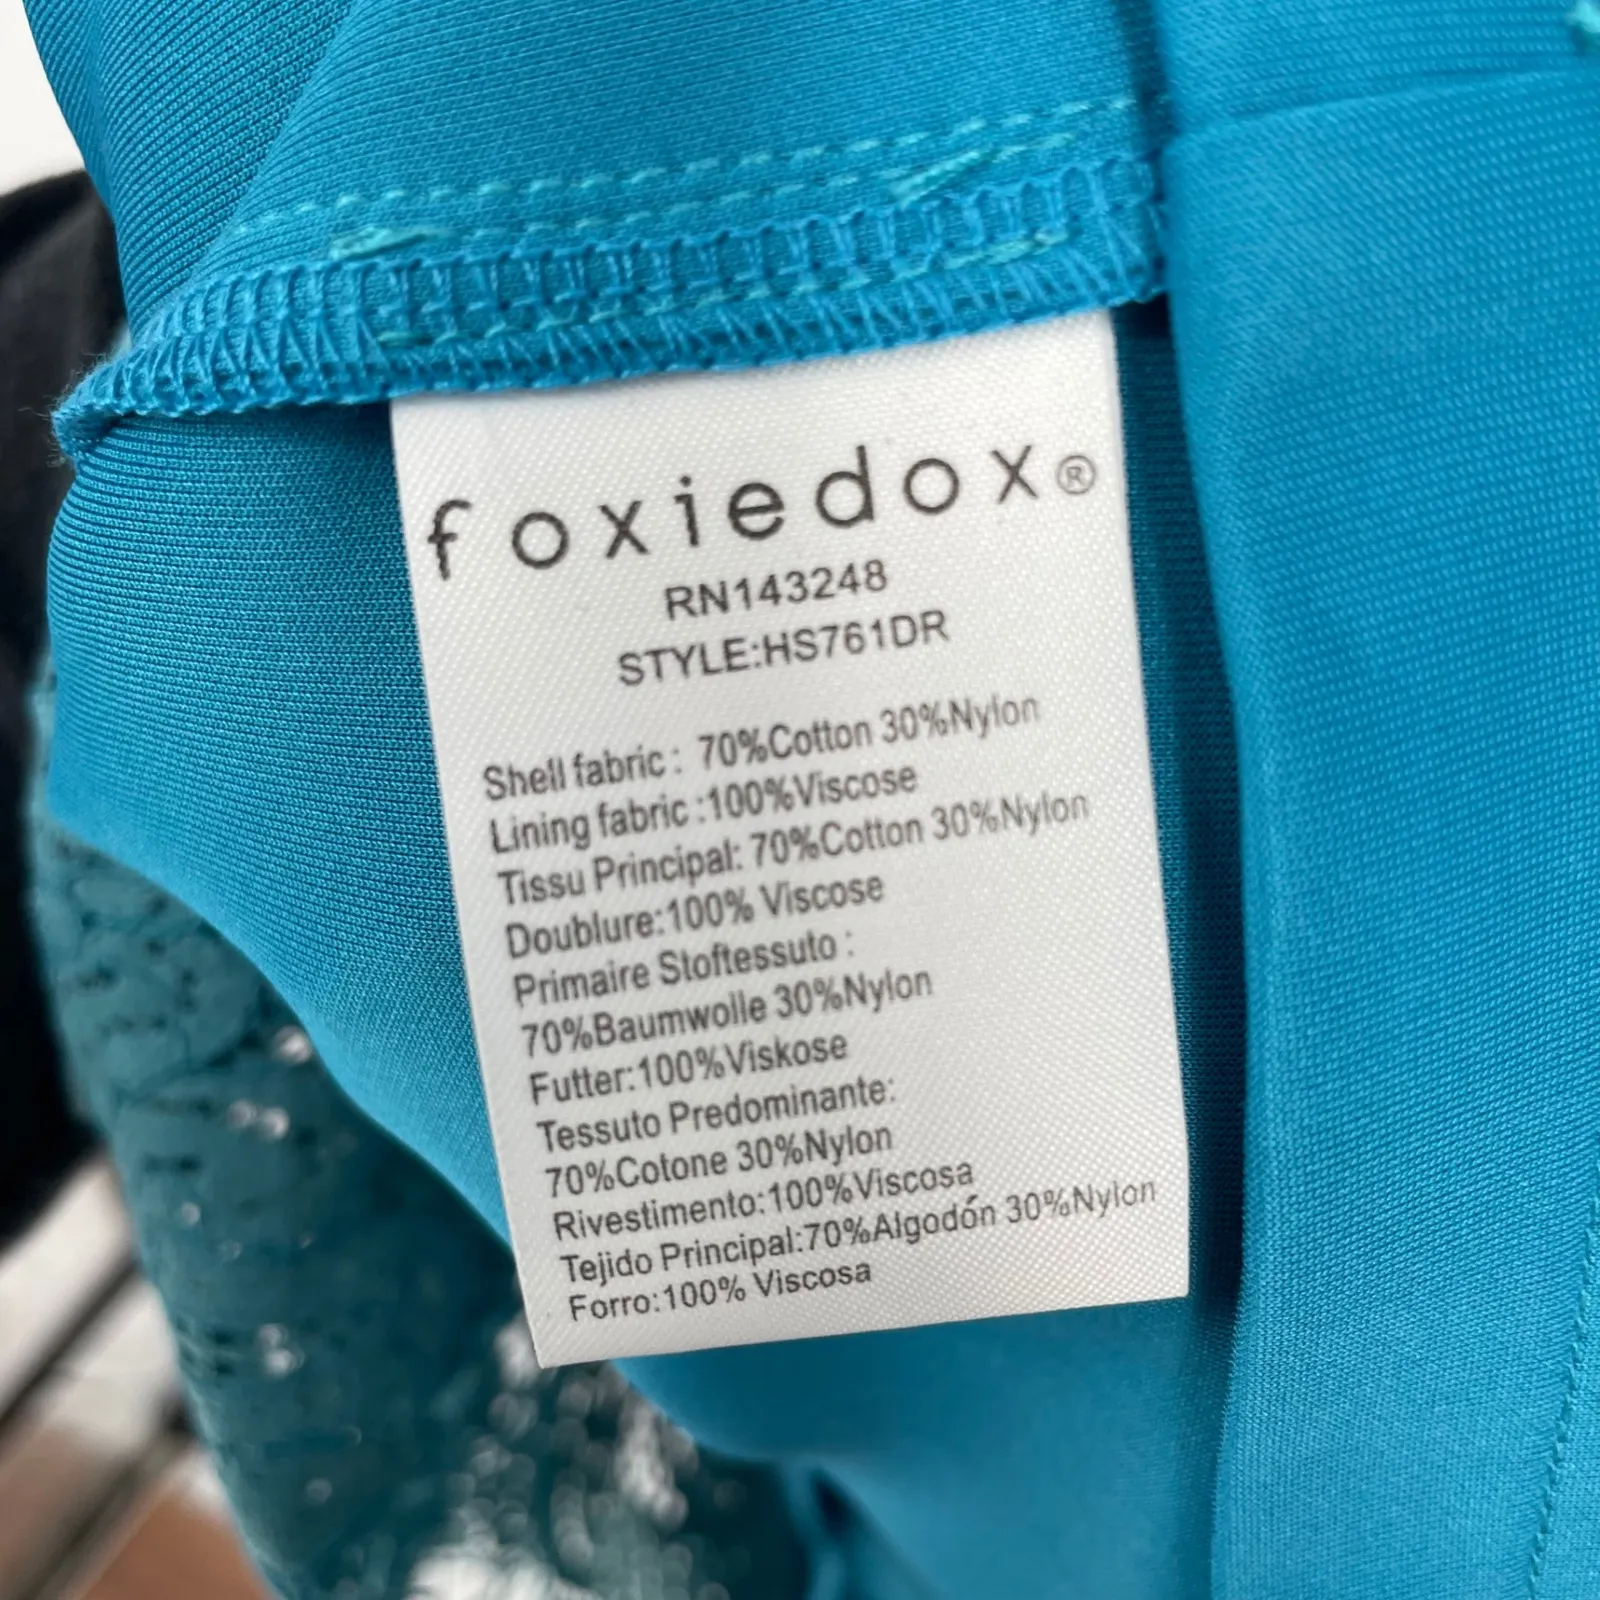 foxiedox®
RN143248
STYLE:HS761DR
Shell fabric : 70%Cotton 30%Nylon
Lining fabric :100%Viscose
Tissu Principal: 70%Cotton 30%Nylon
Doublure:100% Viscose
Primaire Stoftessuto :
70%Baumwolle 30%Nylon
Futter:100%Viskose
Tessuto Predominante:
70%Cotone 30%Nylon
Rivestimento:100%Viscosa
Tejido Principal:70%Algodón 30%Nylon
Forro:100% Viscosa